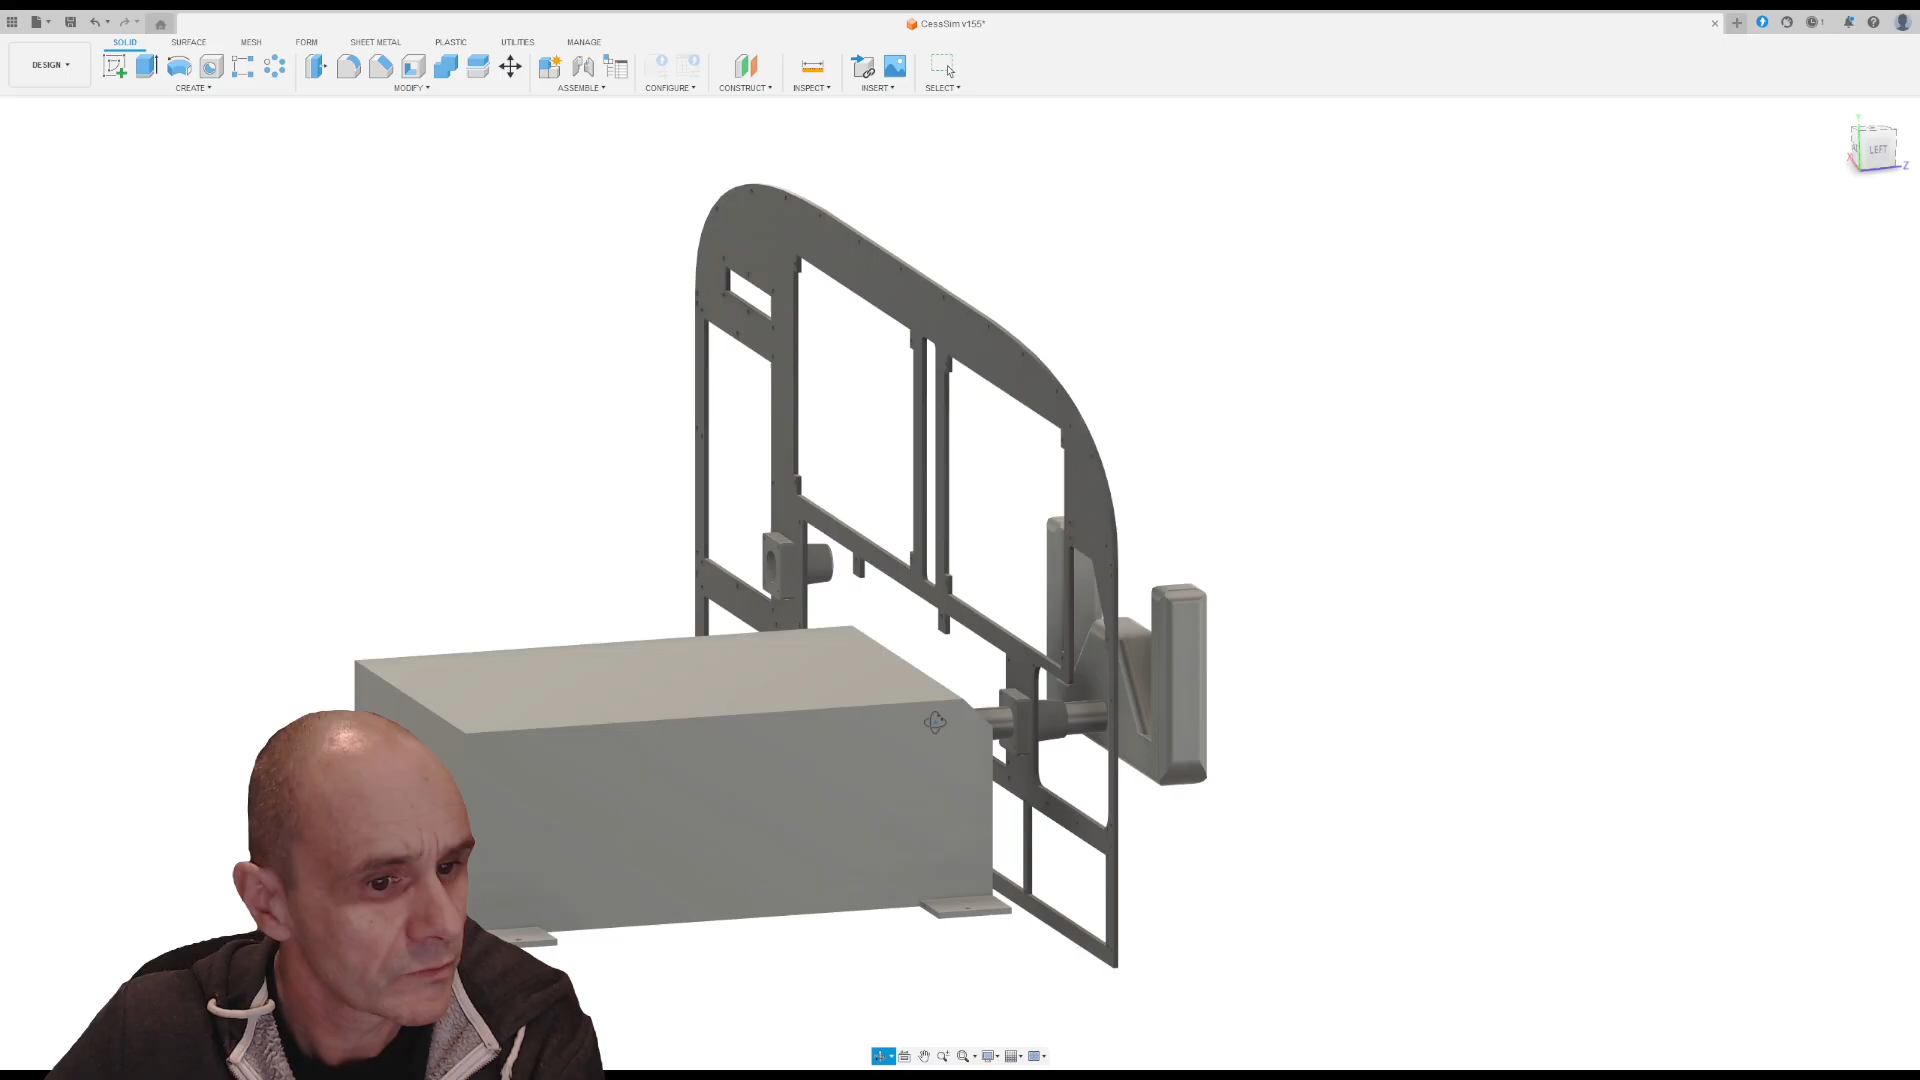 CessSim v155*
1
SOLID SURFACE MESH FORM SHEET METAL PLASTIC UTILITIES MANAGE
DESIGN
CREATE MODIFY ASSEMBLE CONFIGURE CONSTRUCT INSPECT INSERT SELECT
Y
LEFT
X
Z